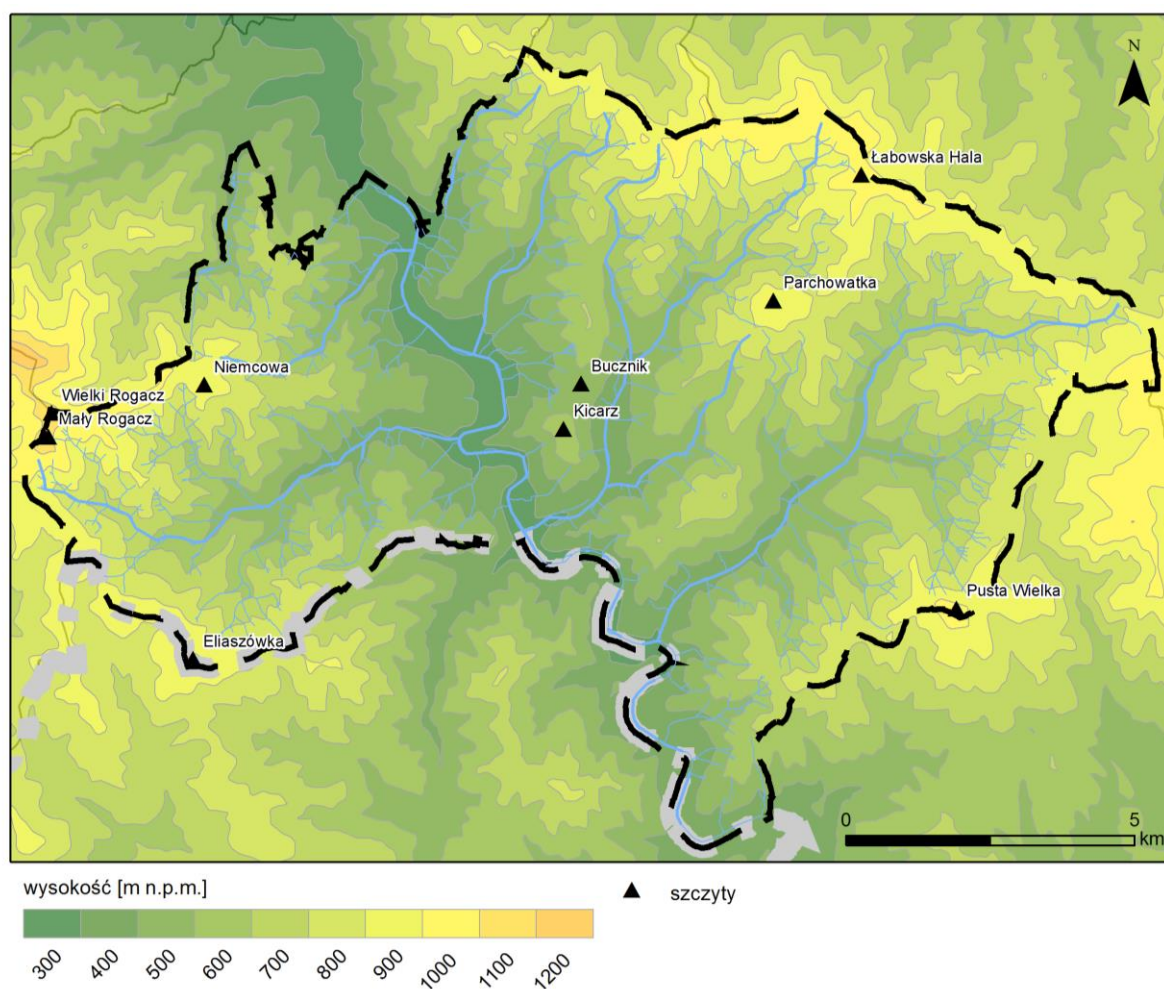 N
Łabowska Hala
Parchowatka
Niemcowa
Bucznik
Wielki Rogacz
Mały Rogacz
Kicarz
Pusta Wielka
Eliaszówka
0 5
km
wysokość [m n.p.m.]
szczyty
300 400 500 600 700 800 900 1000 1100 1200